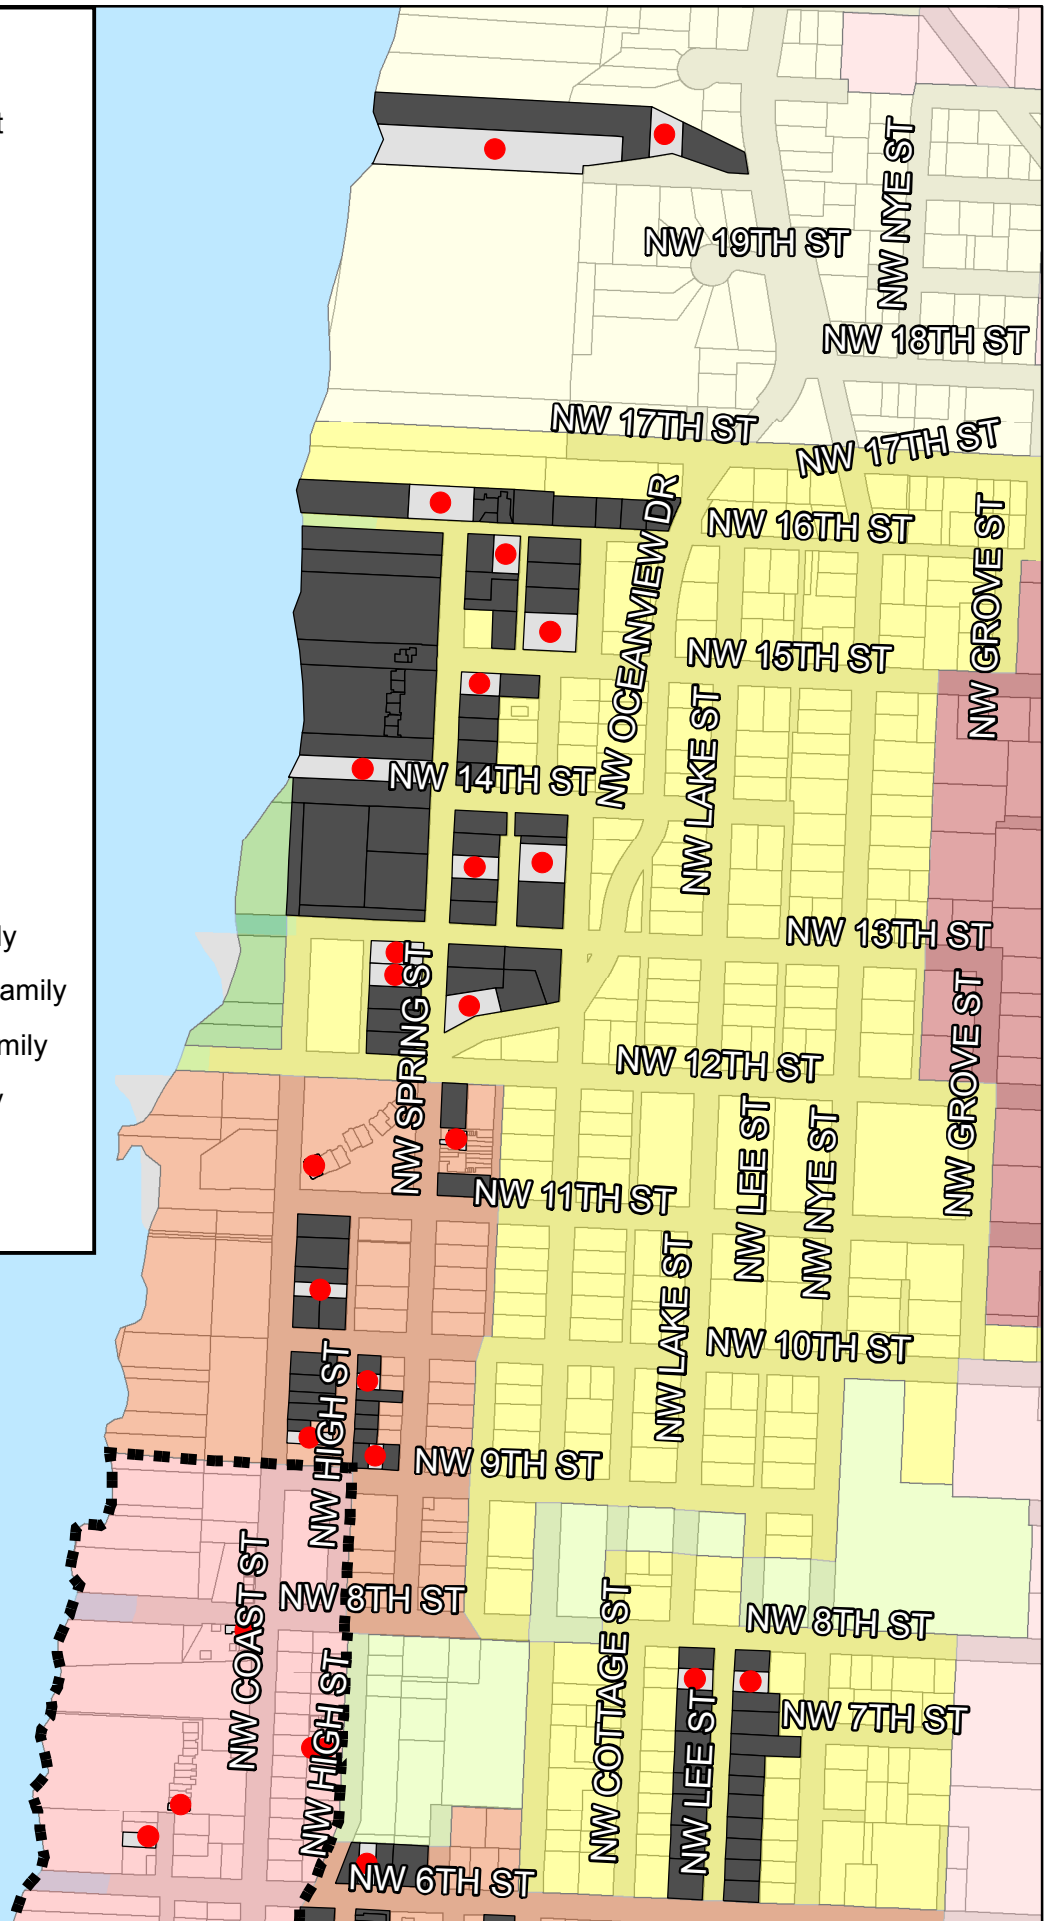 t
ly
amily
mily
y
NW NYE ST
NW 19TH ST
NW 18TH ST
NW 17TH ST
NW 17TH ST
NW OCEANVIEW DR
NW 16TH ST
NW GROVE ST
NW 15TH ST
NW LAKE ST
NW 14TH ST
NW 13TH ST
NW SPRING ST
NW GROVE ST
NW 12TH ST
NW LEE ST
NW NYE ST
NW 11TH ST
NW LAKE ST
NW 10TH ST
NW HIGH ST
NW 9TH ST
NW COAST ST
NW 8TH ST
NW COTTAGE ST
NW 8TH ST
NW HIGH ST
NW LEE ST
NW 7TH ST
NW 6TH ST